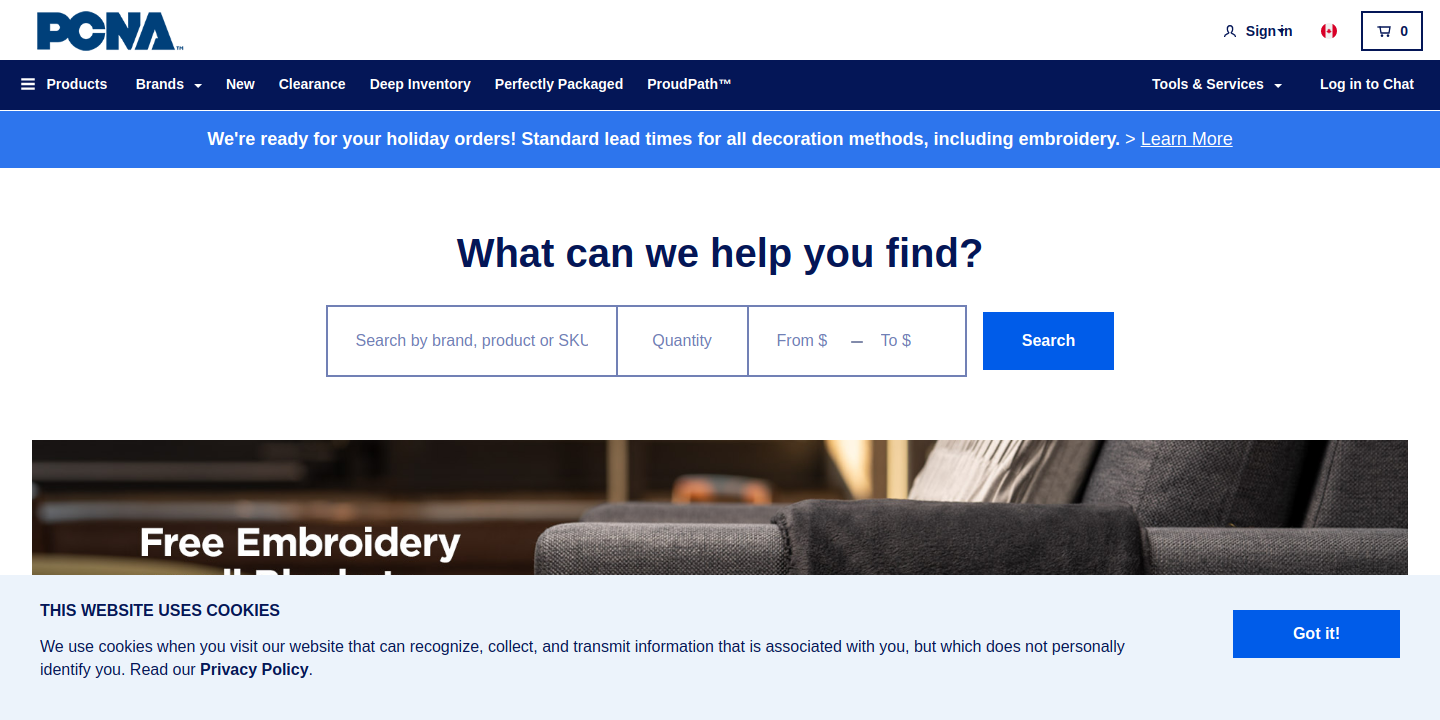 PCNA™
Sign in
0
Products
Brands
New
Clearance
Deep Inventory
Perfectly Packaged
ProudPath™
Tools & Services
Log in to Chat
We're ready for your holiday orders! Standard lead times for all decoration methods, including embroidery. > Learn More
What can we help you find?
Search by brand, product or SKU
Quantity
From $
To $
Search
Free Embroidery
THIS WEBSITE USES COOKIES
We use cookies when you visit our website that can recognize, collect, and transmit information that is associated with you, but which does not personally
identify you. Read our Privacy Policy.
Got it!